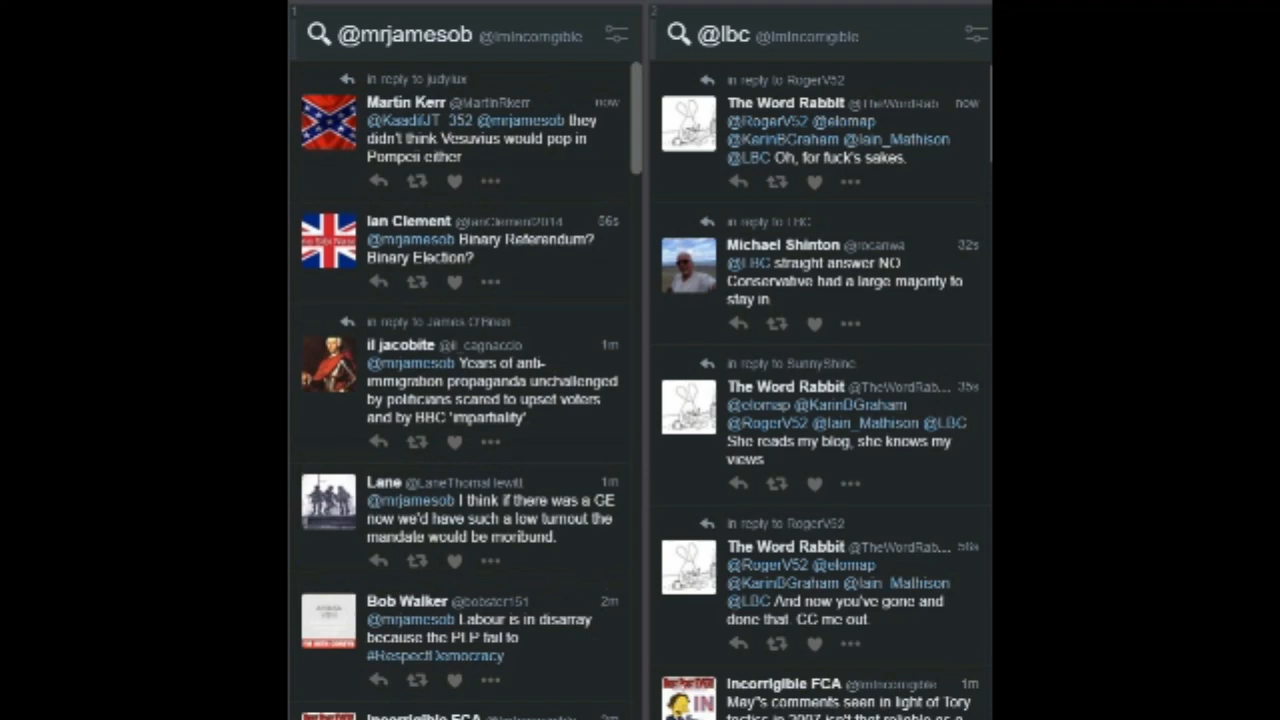 1
@mrjamesob @ImIncorrigible
in reply to judylux
Martin Kerr @MartinRkerr now
@mrjamesob they
didn't think Vesuvius would pop in
Pompeii either
Ian Clement @IanClement2014 56s
@mrjamesob Binary Referendum?
Binary Election?
in reply to James O'Brien
il jacobite @il_cagnaccio 1m
@mrjamesob Years of anti-
immigration propaganda unchallenged
by politicians scared to upset voters
and by BBC 'impartiality'
Lane @LaneThomaHewitt 1m
@mrjamesob I think if there was a GE
now we'd have such a low turnout the
mandate would be moribund.
Bob Walker @bobster151 2m
@mrjamesob Labour is in disarray
because the PLP fail to
#RespectDemocracy
Incorrigible FCA @ImIncorrigible 2m
2
@lbc @ImIncorrigible
in reply to RogerV52
The Word Rabbit @TheWordRab now
@RogerV52 @elomap
@KarinBGraham @Iain_Mathison
@LBC Oh, for fuck's sakes.
in reply to LBC
Michael Shinton @rocanwa 32s
@LBC straight answer NO
Conservative had a large majority to
stay in
in reply to SunnyShine
The Word Rabbit @TheWordRab... 35s
@elomap @KarinBGraham
@RogerV52 @Iain_Mathison @LBC
She reads my blog, she knows my
views
in reply to RogerV52
The Word Rabbit @TheWordRab... 56s
@RogerV52 @elomap
@KarinBGraham @Iain_Mathison
@LBC And now you've gone and
done that. CC me out.
Incorrigible FCA @ImIncorrigible 1m
May"s comments seen in light of Tory
tactics in 2007 isn't that reliable as a